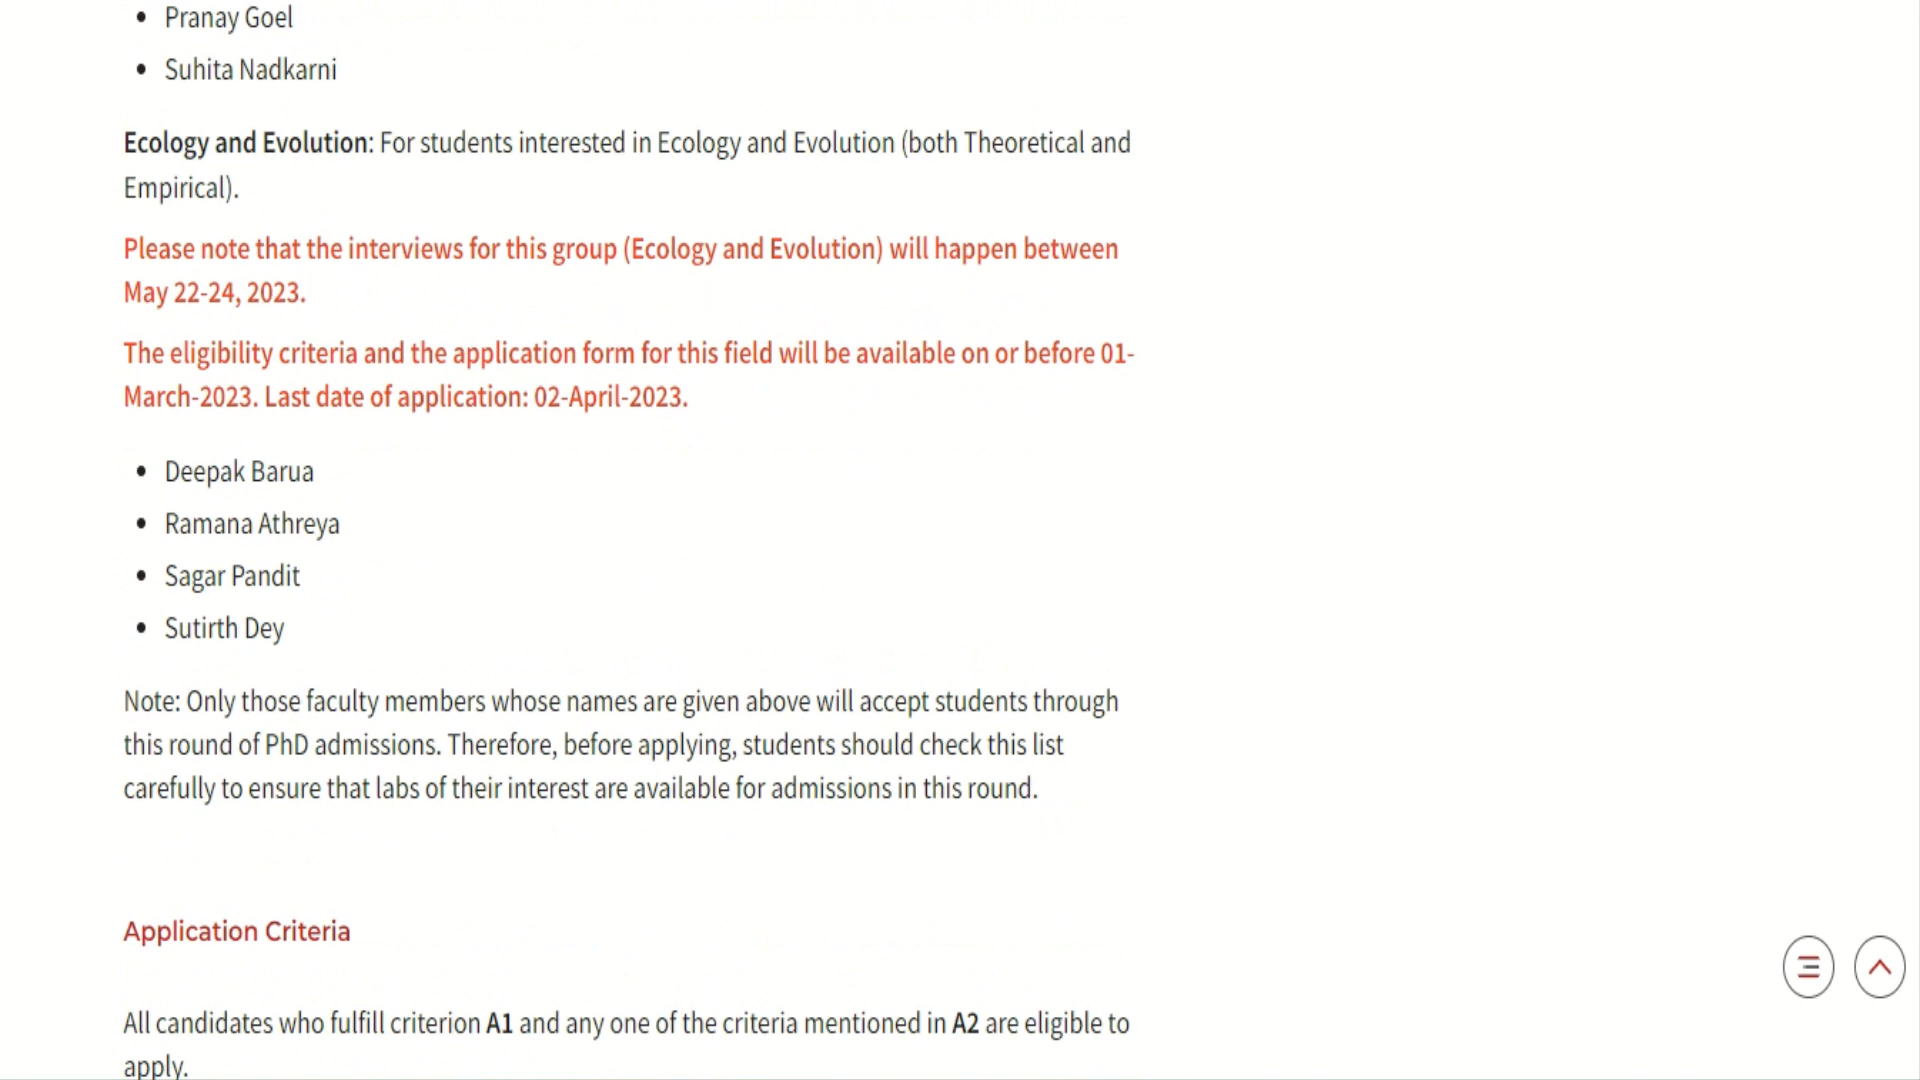 • Pranay Goel
• Suhita Nadkarni
Ecology and Evolution: For students interested in Ecology and Evolution (both Theoretical and
Empirical).
Please note that the interviews for this group (Ecology and Evolution) will happen between
May 22-24, 2023.
The eligibility criteria and the application form for this field will be available on or before 01-
March-2023. Last date of application: 02-April-2023.
• Deepak Barua
• Ramana Athreya
• Sagar Pandit
• Sutirth Dey
Note: Only those faculty members whose names are given above will accept students through
this round of PhD admissions. Therefore, before applying, students should check this list
carefully to ensure that labs of their interest are available for admissions in this round.
Application Criteria
All candidates who fulfill criterion A1 and any one of the criteria mentioned in A2 are eligible to
apply.